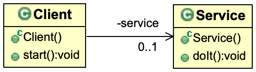 Client
Client()
start():void
-service
0..1
Service
Service()
doIt():void